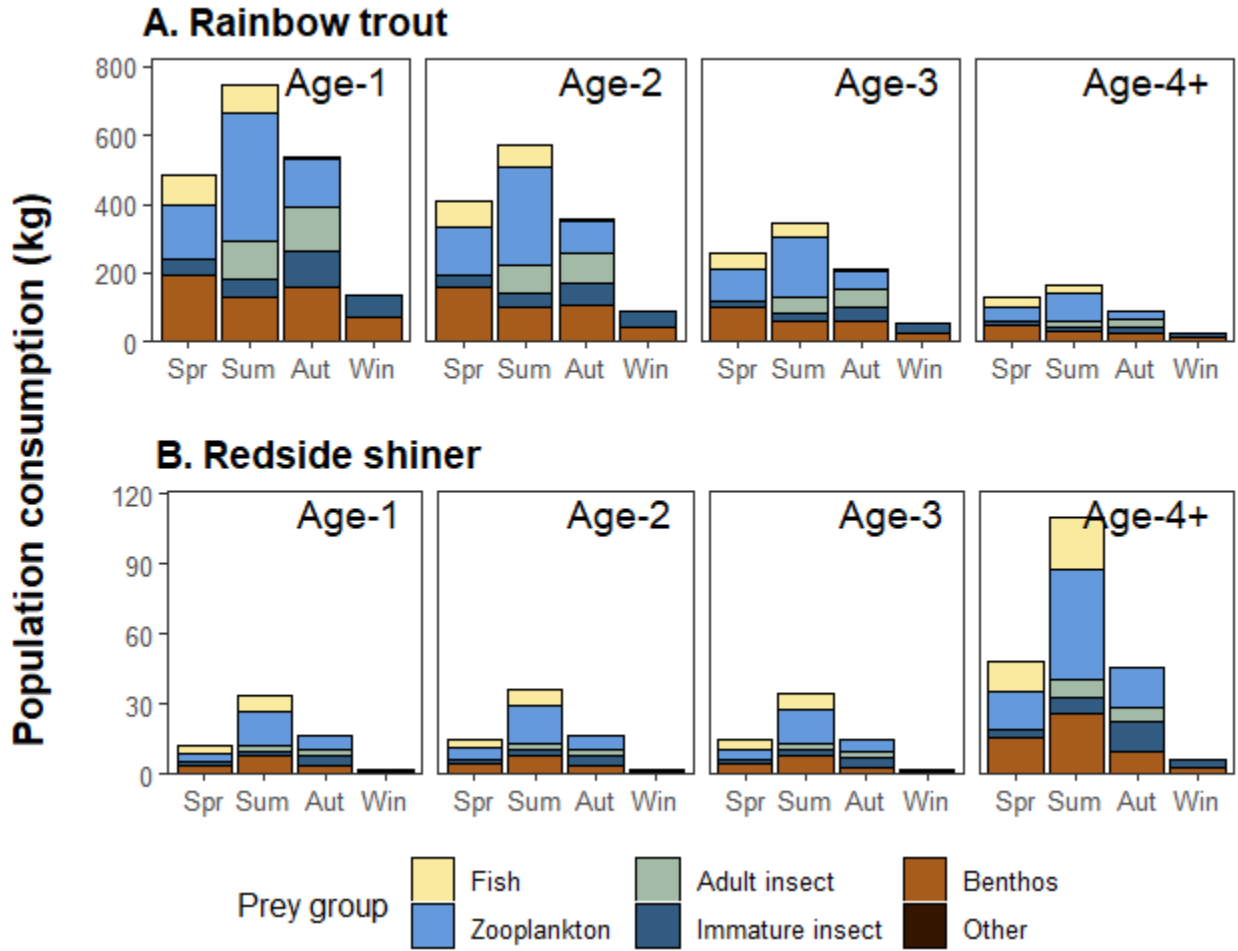 A. Rainbow trout
Age-1 Age-2 Age-3 Age-4+
800
600
400
200
0
Spr Sum Aut Win Spr Sum Aut Win Spr Sum Aut Win Spr Sum Aut Win
Population consumption (kg)
B. Redside shiner
Age-1 Age-2 Age-3 Age-4+
120
90
60
30
0
Spr Sum Aut Win Spr Sum Aut Win Spr Sum Aut Win Spr Sum Aut Win
Prey group
Fish Adult insect Benthos
Zooplankton Immature insect Other